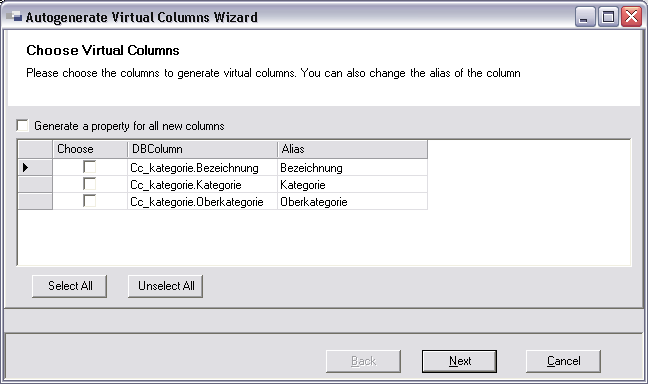 Autogenerate Virtual Columns Wizard
Choose Virtual Columns
Please choose the columns to generate virtual columns. You can also change the alias of the column
Generate a property for all new columns
Choose DBColumn Alias
Cc_kategorie.Bezeichnung Bezeichnung
Cc_kategorie.Kategorie Kategorie
Cc_kategorie.Oberkategorie Oberkategorie
Select All Unselect All
Back Next Cancel